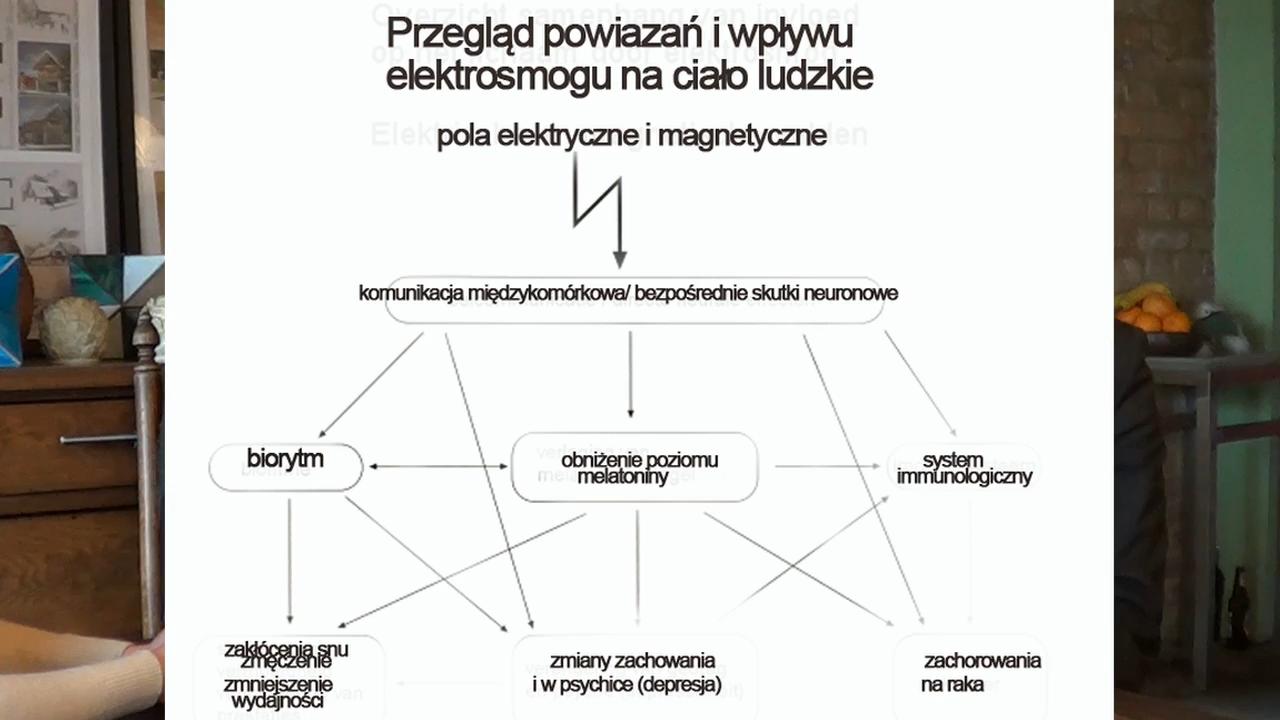 Przegląd powiazań i wpływu
elektrosmogu na ciało ludzkie
pola elektryczne i magnetyczne
komunikacja międzykomórkowa/ bezpośrednie skutki neuronowe
biorytm
obniżenie poziomu
melatoniny
system
immunologiczny
zakłócenia snu
zmęczenie
zmniejszenie
wydajności
zmiany zachowania
i w psychice (depresja)
zachorowania
na raka